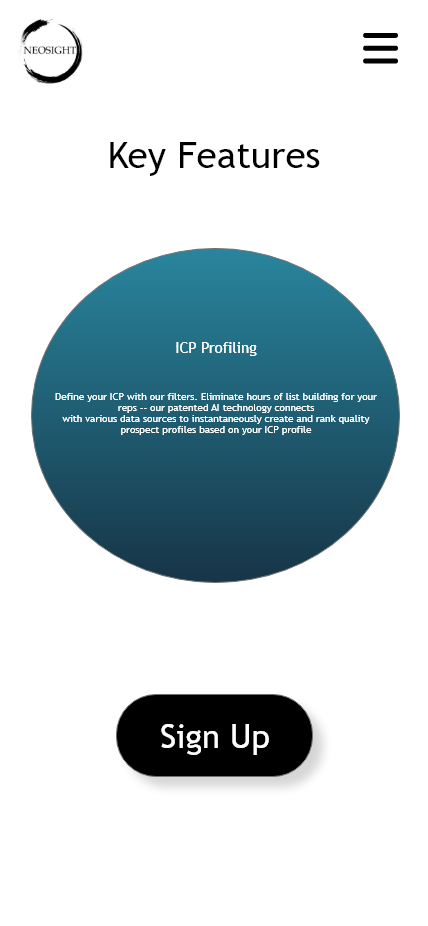 NEOSIGHT
Key Features
ICP Profiling
Define your ICP with our filters. Eliminate hours of list building for your
reps -- our patented AI technology connects
with various data sources to instantaneously create and rank quality
prospect profiles based on your ICP profile
Sign Up